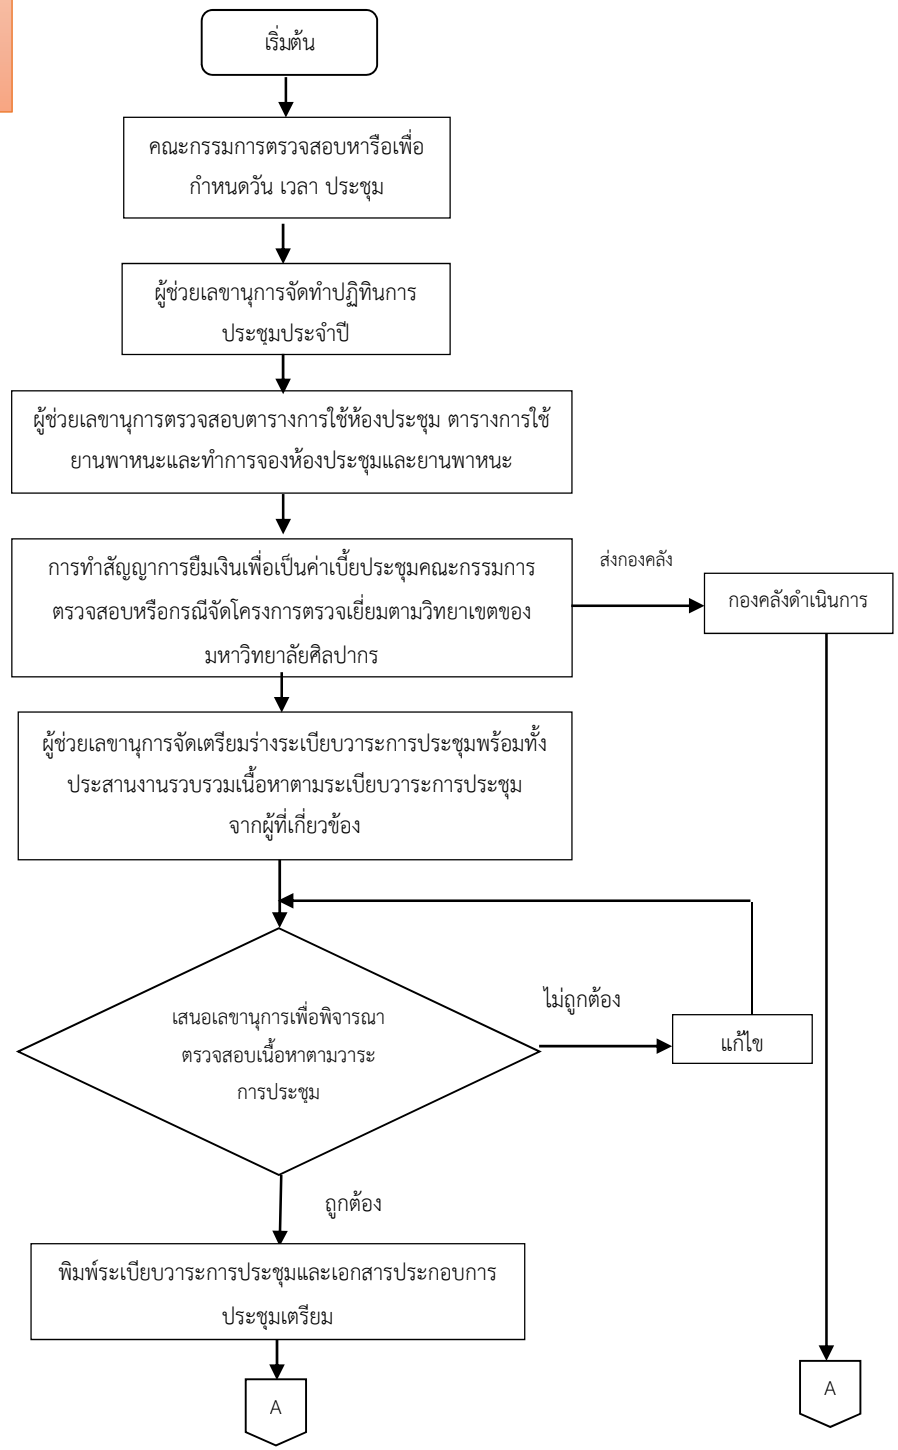 เริ่มต้น
คณะกรรมการตรวจสอบหารือเพื่อ
กำหนดวัน เวลา ประชุม
ผู้ช่วยเลขานุการจัดทำปฏิทินการ
ประชุมประจำปี
ผู้ช่วยเลขานุการตรวจสอบตารางการใช้ห้องประชุม ตารางการใช้
ยานพาหนะและทำการจองห้องประชุมและยานพาหนะ
การทำสัญญาการยืมเงินเพื่อเป็นค่าเบี้ยประชุมคณะกรรมการ
ตรวจสอบหรือกรณีจัดโครงการตรวจเยี่ยมตามวิทยาเขตของ
มหาวิทยาลัยศิลปากร
ส่งกองคลัง
กองคลังดำเนินการ
ผู้ช่วยเลขานุการจัดเตรียมร่างระเบียบวาระการประชุมพร้อมทั้ง
ประสานงานรวบรวมเนื้อหาตามระเบียบวาระการประชุม
จากผู้ที่เกี่ยวข้อง
เสนอเลขานุการเพื่อพิจารณา
ตรวจสอบเนื้อหาตามวาระ
การประชุม
ไม่ถูกต้อง
แก้ไข
ถูกต้อง
พิมพ์ระเบียบวาระการประชุมและเอกสารประกอบการ
ประชุมเตรียม
A
A